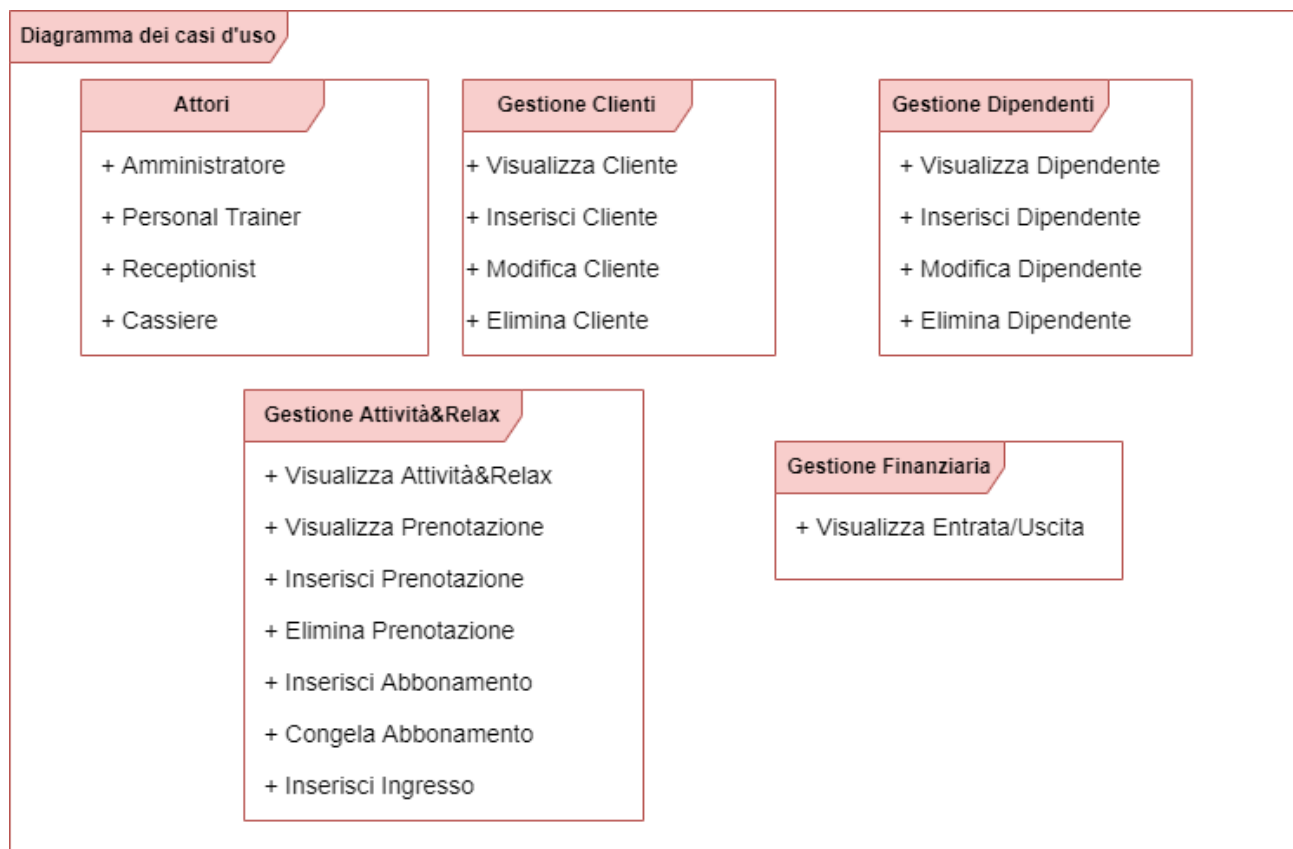 Diagramma dei casi d'uso
Attori
+ Amministratore
+ Personal Trainer
+ Receptionist
+ Cassiere
Gestione Clienti
+ Visualizza Cliente
+ Inserisci Cliente
+ Modifica Cliente
+ Elimina Cliente
Gestione Dipendenti
+ Visualizza Dipendente
+ Inserisci Dipendente
+ Modifica Dipendente
+ Elimina Dipendente
Gestione Attività&Relax
+ Visualizza Attività&Relax
+ Visualizza Prenotazione
+ Inserisci Prenotazione
+ Elimina Prenotazione
+ Inserisci Abbonamento
+ Congela Abbonamento
+ Inserisci Ingresso
Gestione Finanziaria
+ Visualizza Entrata/Uscita